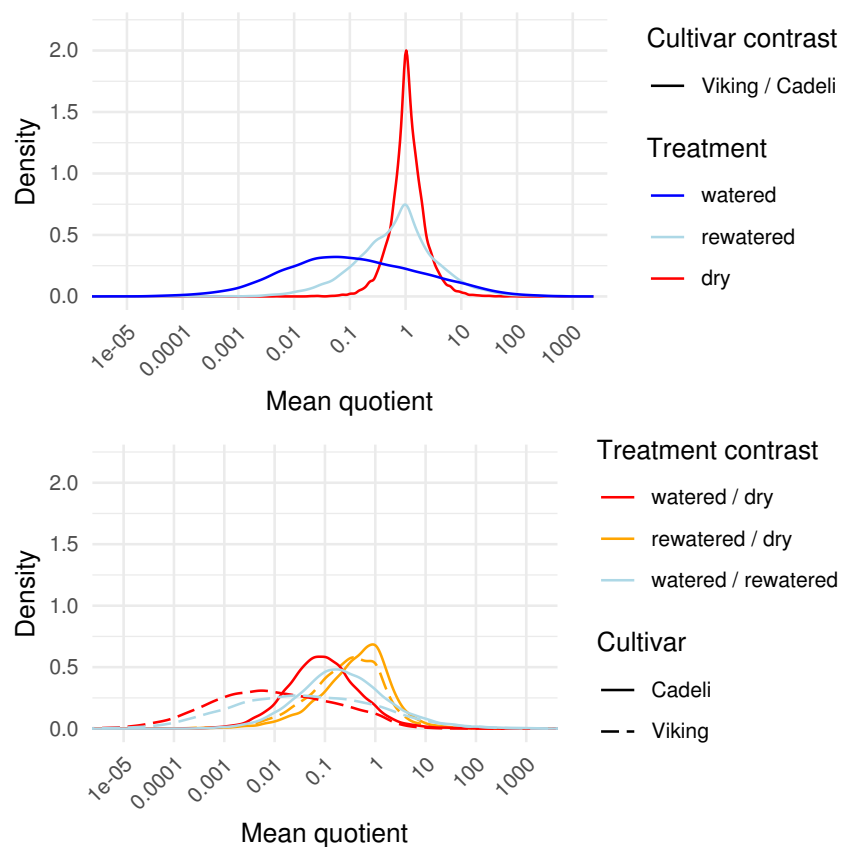 Cultivar contrast
Viking / Cadeli
Treatment
watered
rewatered
dry
Density
2.0
1.5
1.0
0.5
0.0
1e-05
0.0001
0.001
0.01
0.1
1
10
100
1000
Mean quotient
Treatment contrast
watered / dry
rewatered / dry
watered / rewatered
Cultivar
Cadeli
Viking
Density
2.0
1.5
1.0
0.5
0.0
1e-05
0.0001
0.001
0.01
0.1
1
10
100
1000
Mean quotient